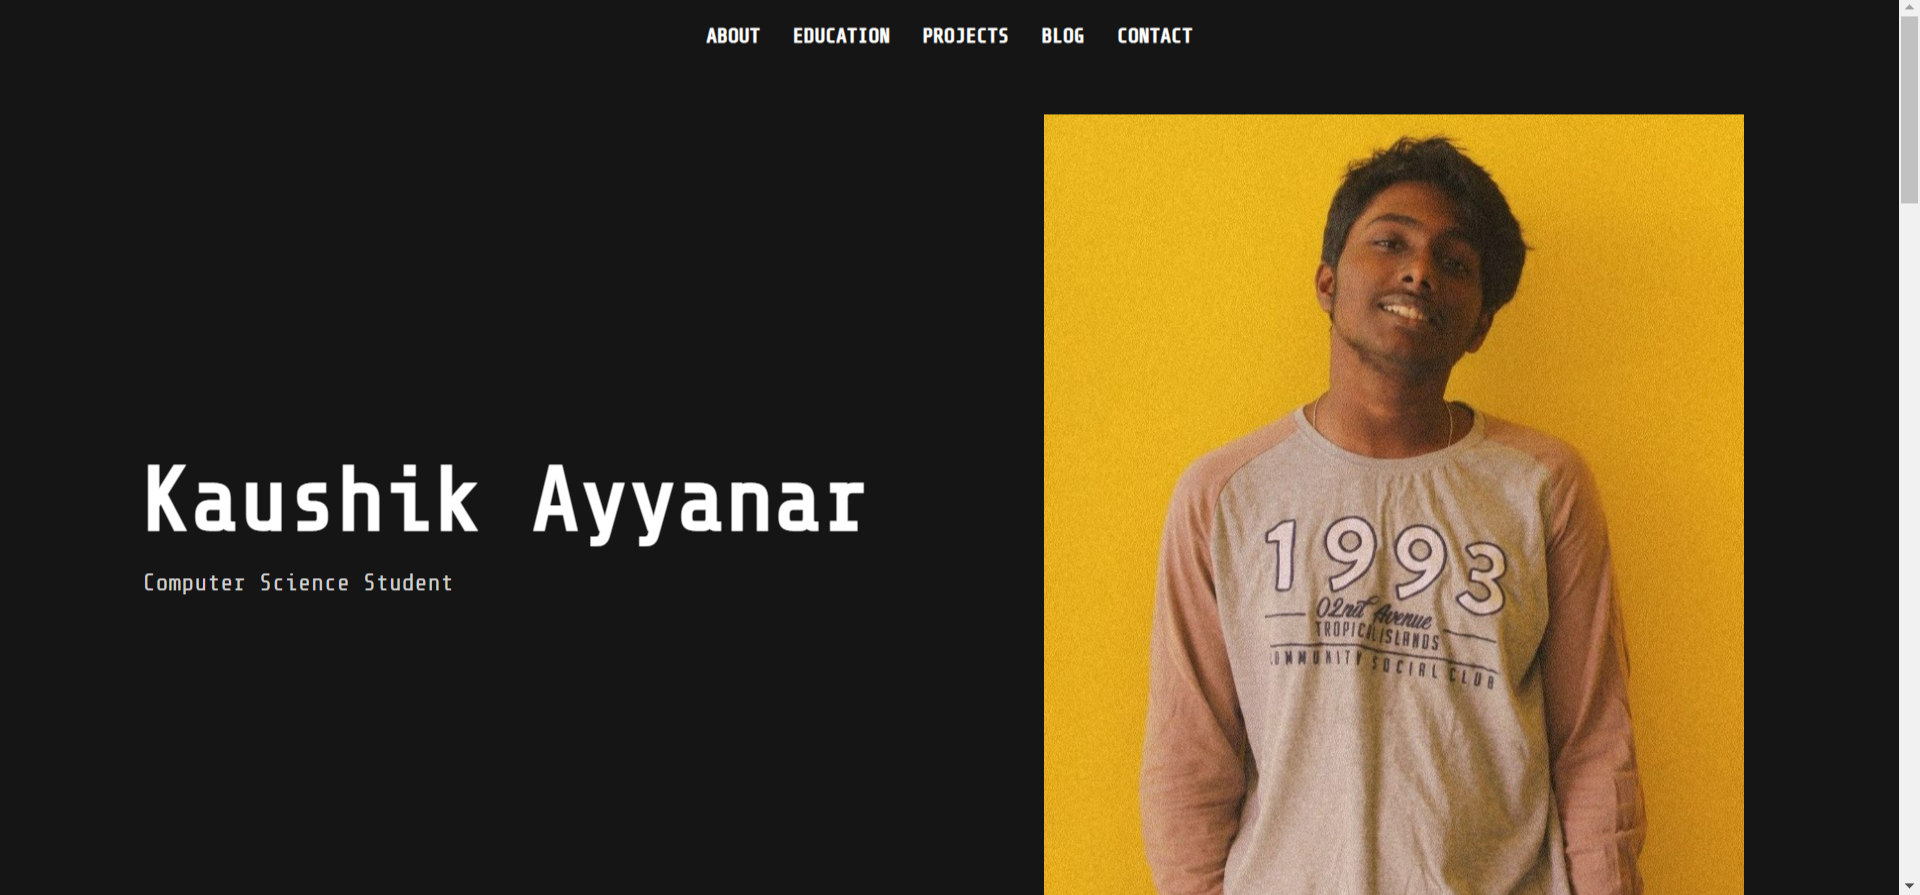 ABOUT EDUCATION PROJECTS BLOG CONTACT
Kaushik Ayyanar
Computer Science Student
1993
02nd Avenue
TROPICAL ISLANDS
COMMUNITY SOCIAL CLUB